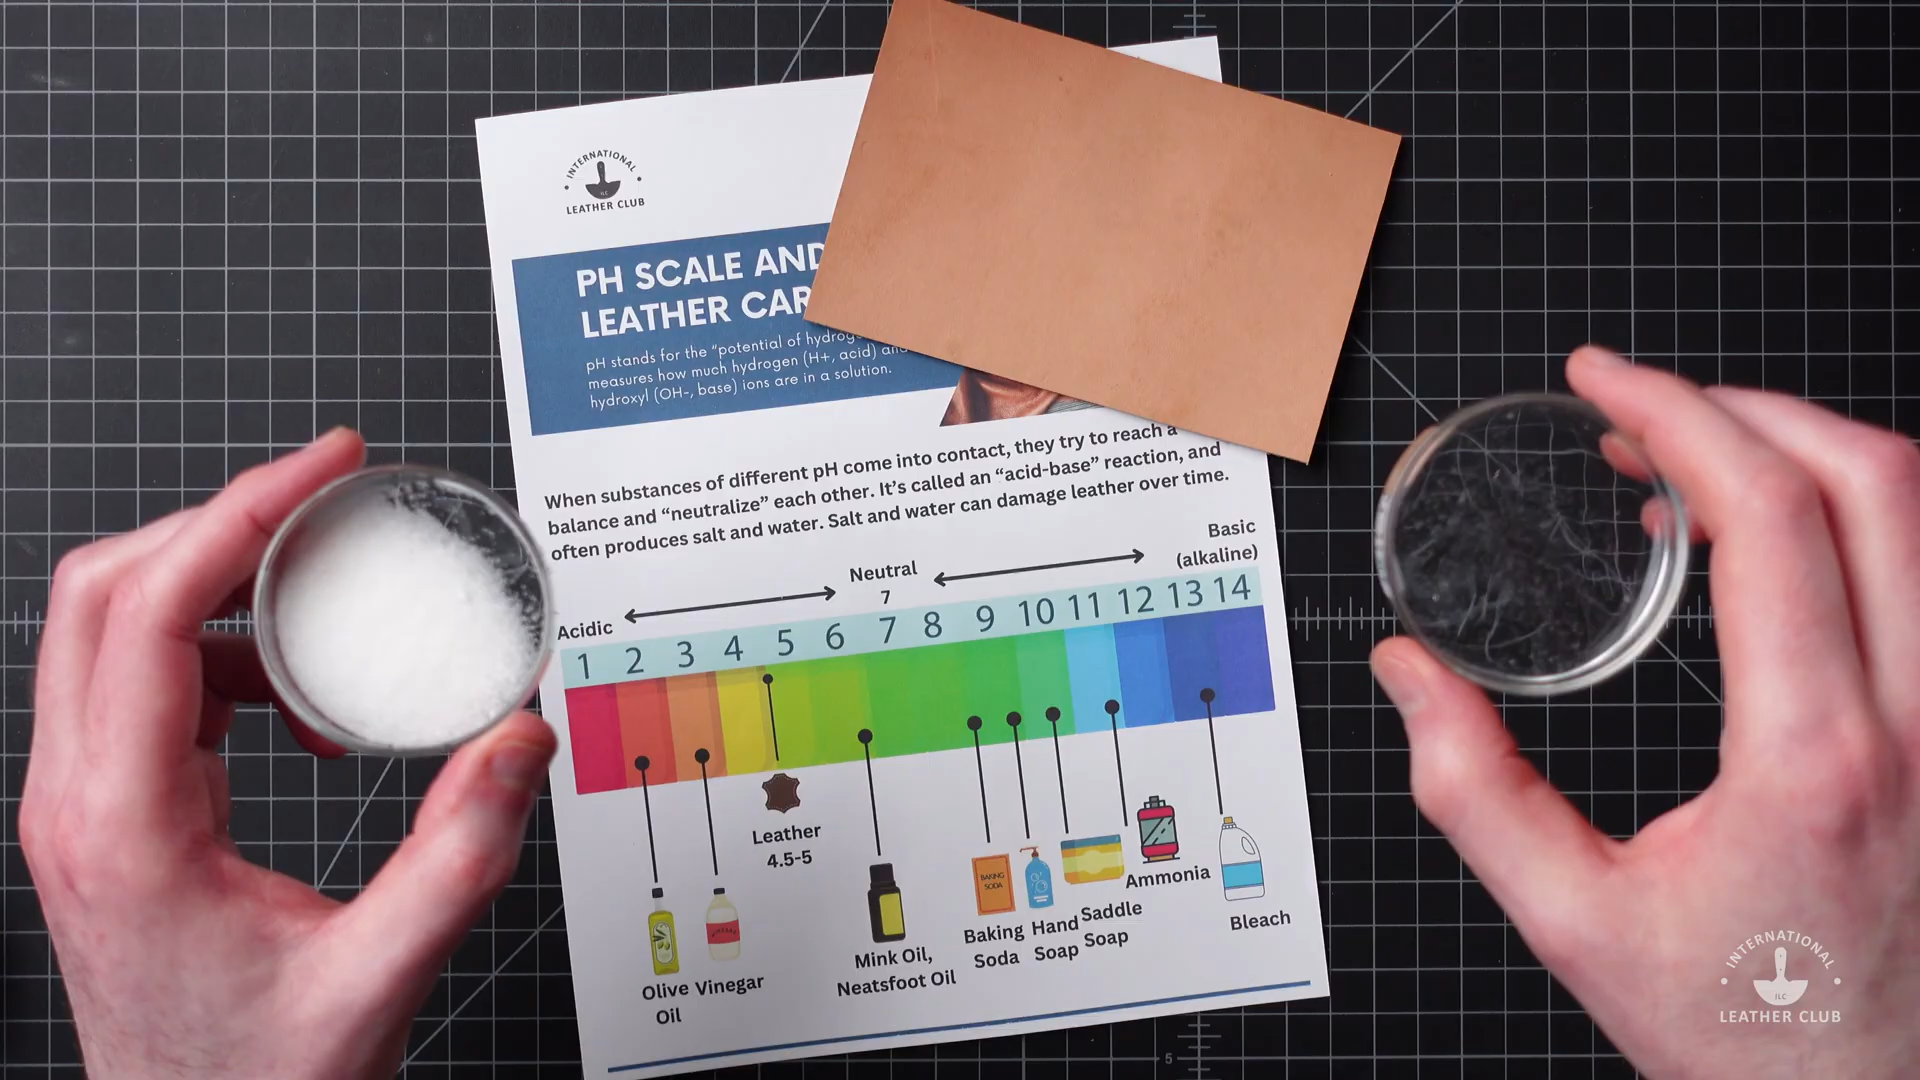 INTERNATIONAL
ILC
LEATHER CLUB
PH SCALE AND
LEATHER CAR
pH stands for the "potential of hydrog
measures how much hydrogen (H+, acid) and
hydroxyl (OH-, base) ions are in a solution.
When substances of different pH come into contact, they try to reach a
balance and "neutralize" each other. It's called an "acid-base" reaction, and
often produces salt and water. Salt and water can damage leather over time.
Basic
(alkaline)
Neutral
7
Acidic
1 2 3 4 5 6 7 8 9 10 11 12 13 14
Leather
4.5-5
BAKING
SODA
VINEGAR
Olive
Oil
Vinegar
Mink Oil,
Neatsfoot Oil
Baking
Soda
Hand
Soap
Saddle
Soap
Ammonia
Bleach
5
INTERNATIONAL
ILC
LEATHER CLUB